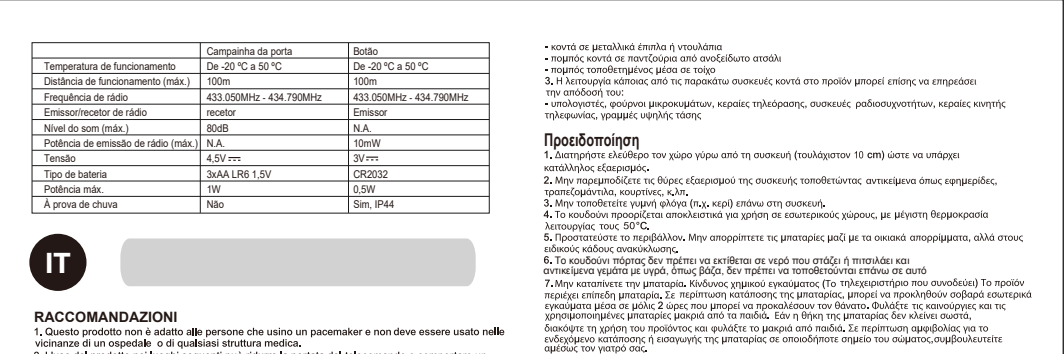 Campainha da porta Botão
Temperatura de funcionamento De -20 ºC a 50 ºC De -20 ºC a 50 ºC
Distância de funcionamento (máx.) 100m 100m
Frequência de rádio 433.050MHz - 434.790MHz 433.050MHz - 434.790MHz
Emissor/recetor de rádio recetor Emissor
Nível do som (máx.) 80dB N.A.
Potência de emissão de rádio (máx.) N.A. 10mW
Tensão 4,5V 3V
Tipo de bateria 3xAA LR6 1,5V CR2032
Potência máx. 1W 0,5W
À prova de chuva Não Sim, IP44
IT
RACCOMANDAZIONI
1. Questo prodotto non è adatto alle persone che usino un pacemaker e non deve essere usato nelle
vicinanze di un ospedale o di qualsiasi struttura medica.
- κοντά σε μεταλλικά έπιπλα ή ντουλάπια
- πομπός κοντά σε παντζούρια από ανοξείδωτο ατσάλι
- πομπός τοποθετημένος μέσα σε τοίχο
3. Η λειτουργία κάποιας από τις παρακάτω συσκευές κοντά στο προϊόν μπορεί επίσης να επηρεάσει
την απόδοσή του:
- υπολογιστές, φούρνοι μικροκυμάτων, κεραίες τηλεόρασης, συσκευές ραδιοσυχνοτήτων, κεραίες κινητής
τηλεφωνίας, γραμμές υψηλής τάσης
Προειδοποίηση
1. Διατηρήστε ελεύθερο τον χώρο γύρω από τη συσκευή (τουλάχιστον 10 cm) ώστε να υπάρχει
κατάλληλος εξαερισμός.
2. Μην παρεμποδίζετε τις θύρες εξαερισμού της συσκευής τοποθετώντας αντικείμενα όπως εφημερίδες,
τραπεζομάντιλα, κουρτίνες, κ.λπ.
3. Μην τοποθετείτε γυμνή φλόγα (π.χ. κερί) επάνω στη συσκευή.
4. Το κουδούνι προορίζεται αποκλειστικά για χρήση σε εσωτερικούς χώρους, με μέγιστη θερμοκρασία
λειτουργίας τους 50°C.
5. Προστατεύστε το περιβάλλον. Μην απορρίπτετε τις μπαταρίες μαζί με τα οικιακά απορρίμματα, αλλά στους
ειδικούς κάδους ανακύκλωσης.
6. Το κουδούνι πόρτας δεν πρέπει να εκτίθεται σε νερό που στάζει ή πιτσιλάει και
αντικείμενα γεμάτα με υγρά, όπως βάζα, δεν πρέπει να τοποθετούνται επάνω σε αυτό
7. Μην καταπίνετε την μπαταρία. Κίνδυνος χημικού εγκαύματος (Το τηλεχειριστήριο που συνοδεύει) Το προϊόν
περιέχει επίπεδη μπαταρία. Σε περίπτωση κατάποσης της μπαταρίας, μπορεί να προκληθούν σοβαρά εσωτερικά
εγκαύματα μέσα σε μόλις 2 ώρες που μπορεί να προκαλέσουν τον θάνατο. Φυλάξτε τις καινούργιες και τις
χρησιμοποιημένες μπαταρίες μακριά από τα παιδιά. Εάν η θήκη της μπαταρίας δεν κλείνει σωστά,
διακόψτε τη χρήση του προϊόντος και φυλάξτε το μακριά από παιδιά. Σε περίπτωση αμφιβολίας για το
ενδεχόμενο κατάποσης ή εισαγωγής της μπαταρίας σε οποιοδήποτε σημείο του σώματος,συμβουλευτείτε
αμέσως τον γιατρό σας.